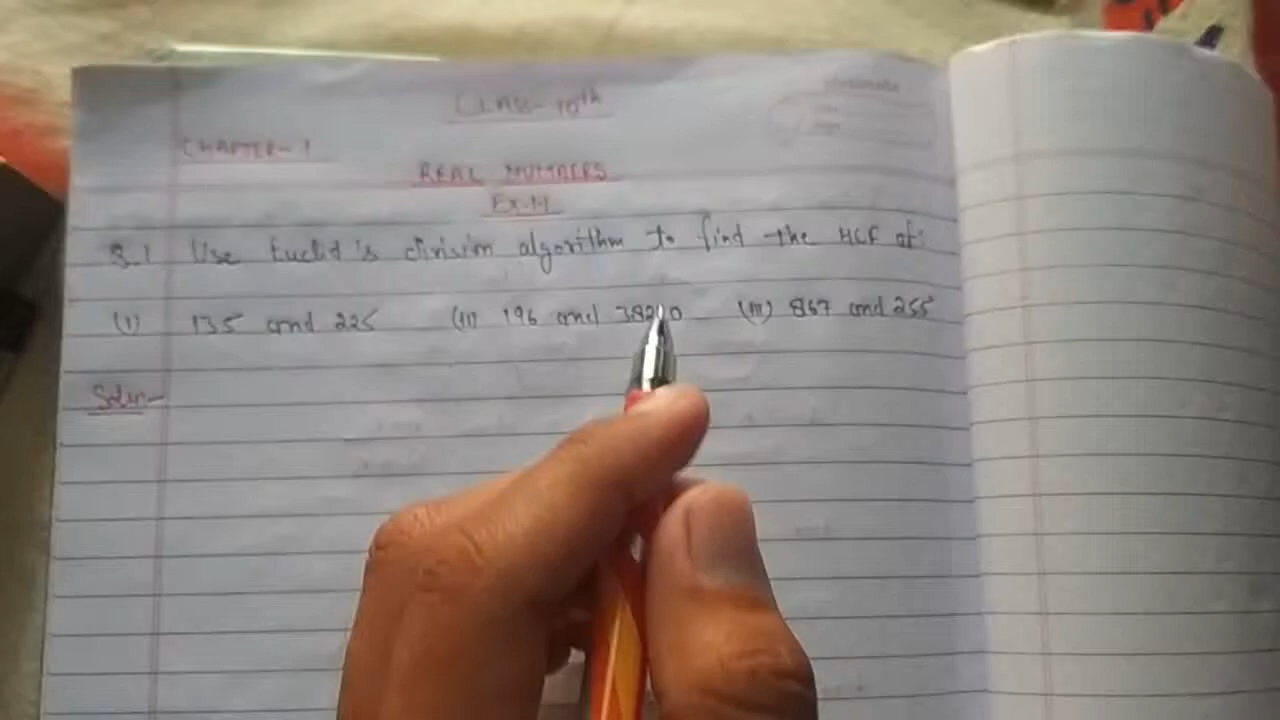 CLASS-10th
CHAPTER-1
REAL NUMBERS
Ex-1.1
Q.1 Use Euclid's division algorithm to find the HCF of:
(i) 135 and 225 (ii) 196 and 38220 (iii) 867 and 255
Soln-